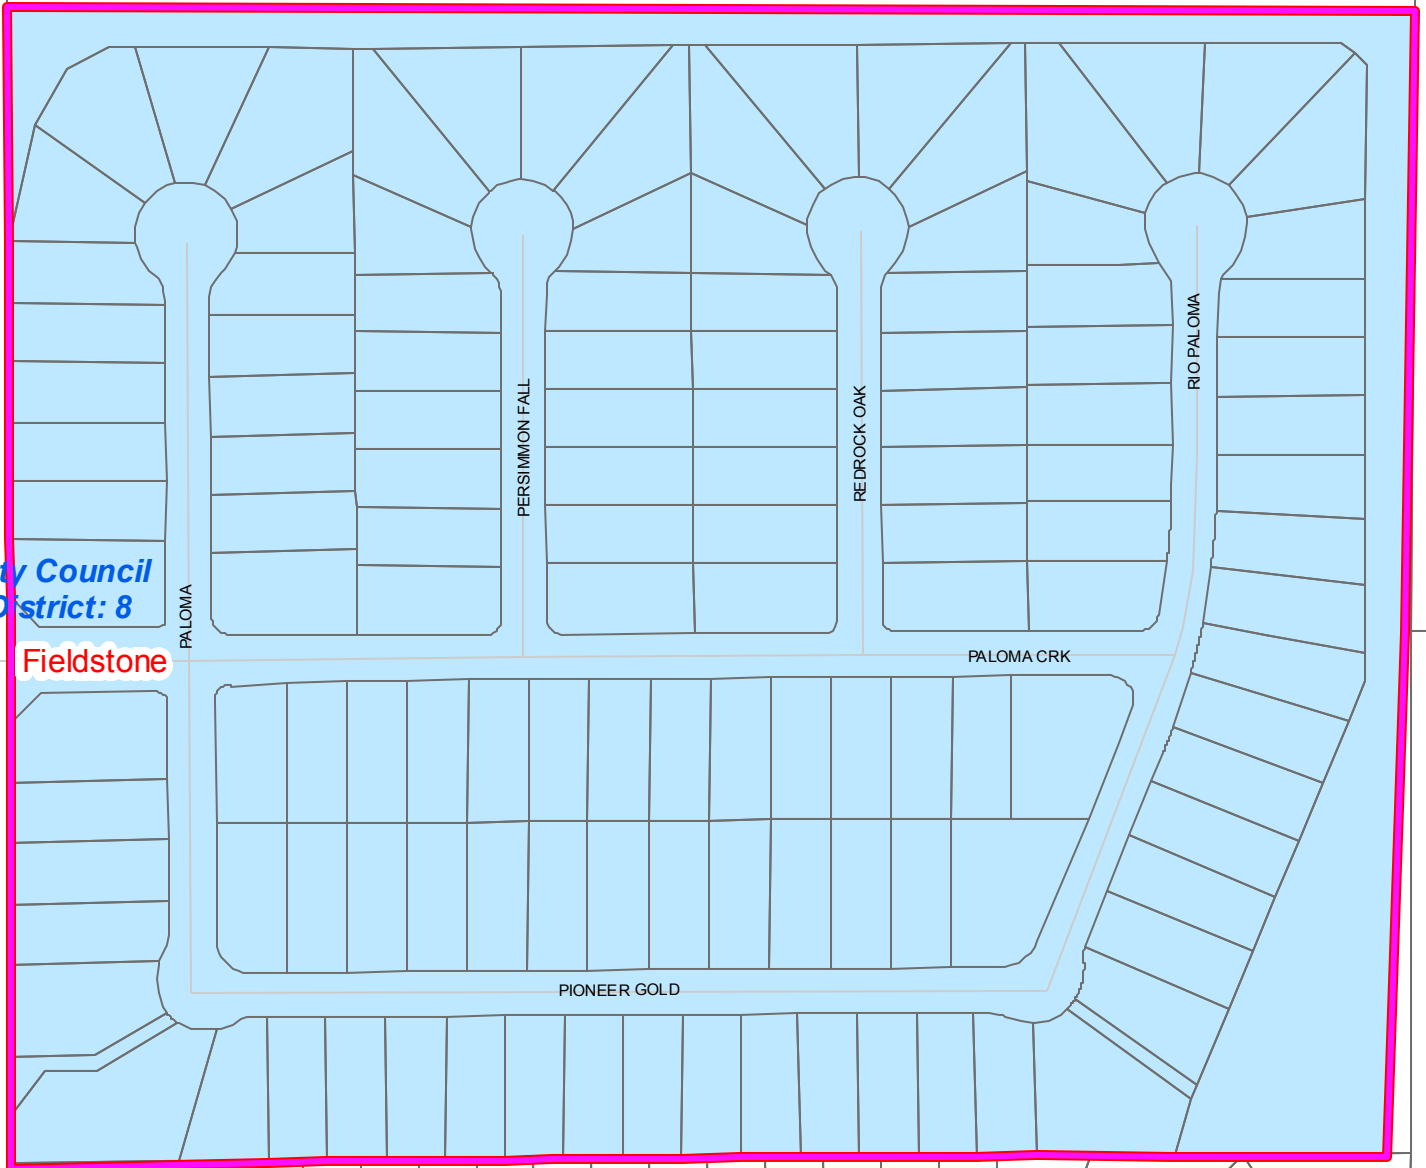 RIO PALOMA
PERSIMMON FALL
REDROCK OAK
ty Council
District: 8
PALOMA
Fieldstone
PALOMA CRK
PIONEER GOLD